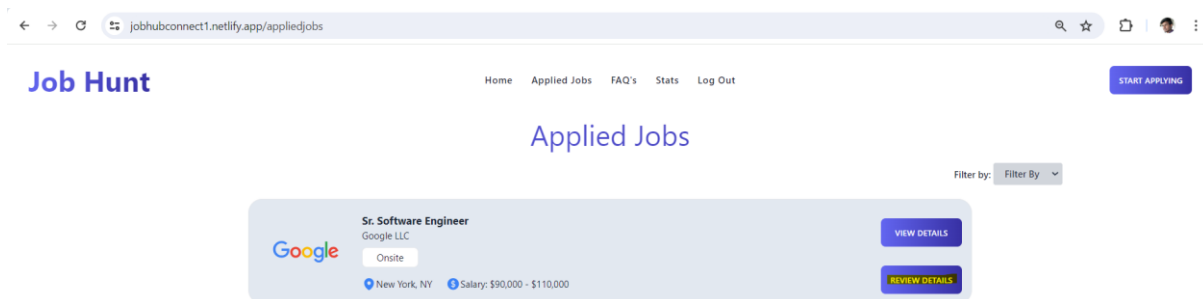 jobhubconnect1.netlify.app/appliedjobs
Job Hunt
Home Applied Jobs FAQ's Stats Log Out
START APPLYING
Applied Jobs
Filter by: Filter By
Google
Sr. Software Engineer
Google LLC
Onsite
New York, NY Salary: $90,000 - $110,000
VIEW DETAILS
REVIEW DETAILS